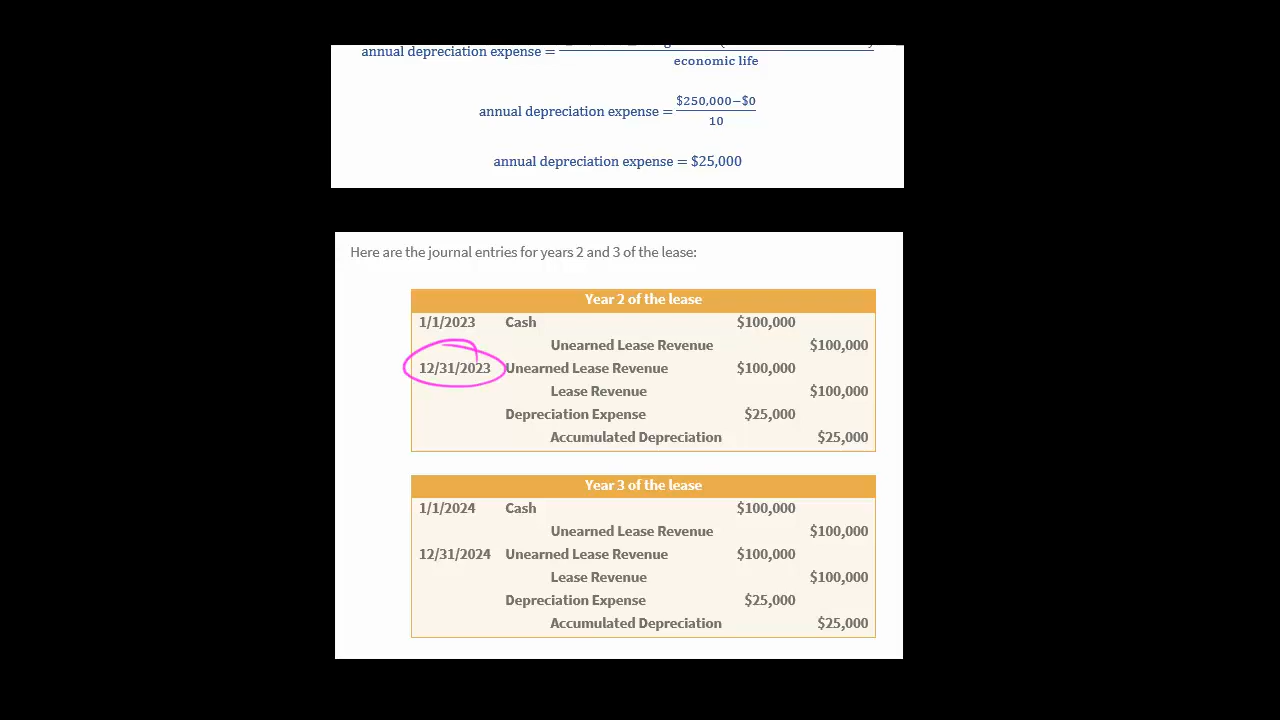 annual depreciation expense =
economic life
annual depreciation expense = $250,000−$0
10
annual depreciation expense = $25,000
Here are the journal entries for years 2 and 3 of the lease:
Year 2 of the lease
1/1/2023 Cash $100,000
Unearned Lease Revenue $100,000
12/31/2023 Unearned Lease Revenue $100,000
Lease Revenue $100,000
Depreciation Expense $25,000
Accumulated Depreciation $25,000
Year 3 of the lease
1/1/2024 Cash $100,000
Unearned Lease Revenue $100,000
12/31/2024 Unearned Lease Revenue $100,000
Lease Revenue $100,000
Depreciation Expense $25,000
Accumulated Depreciation $25,000